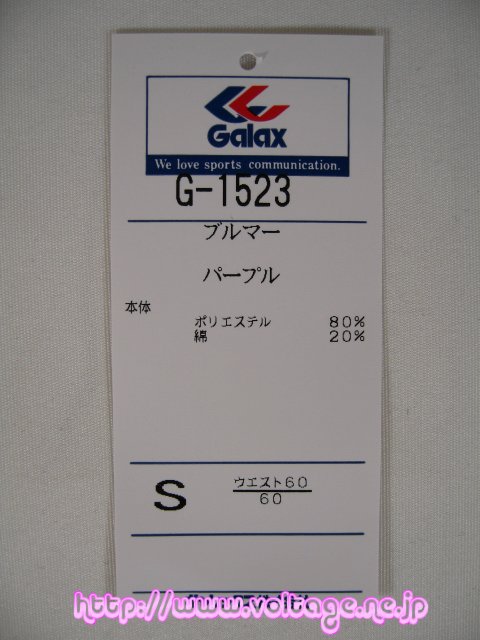 Galax
We love sports communication.
G-1523
ブルマー
パープル
本体
ポリエステル 80%
綿 20%
S
ウエスト60
60
http://www.voltage.ne.jp